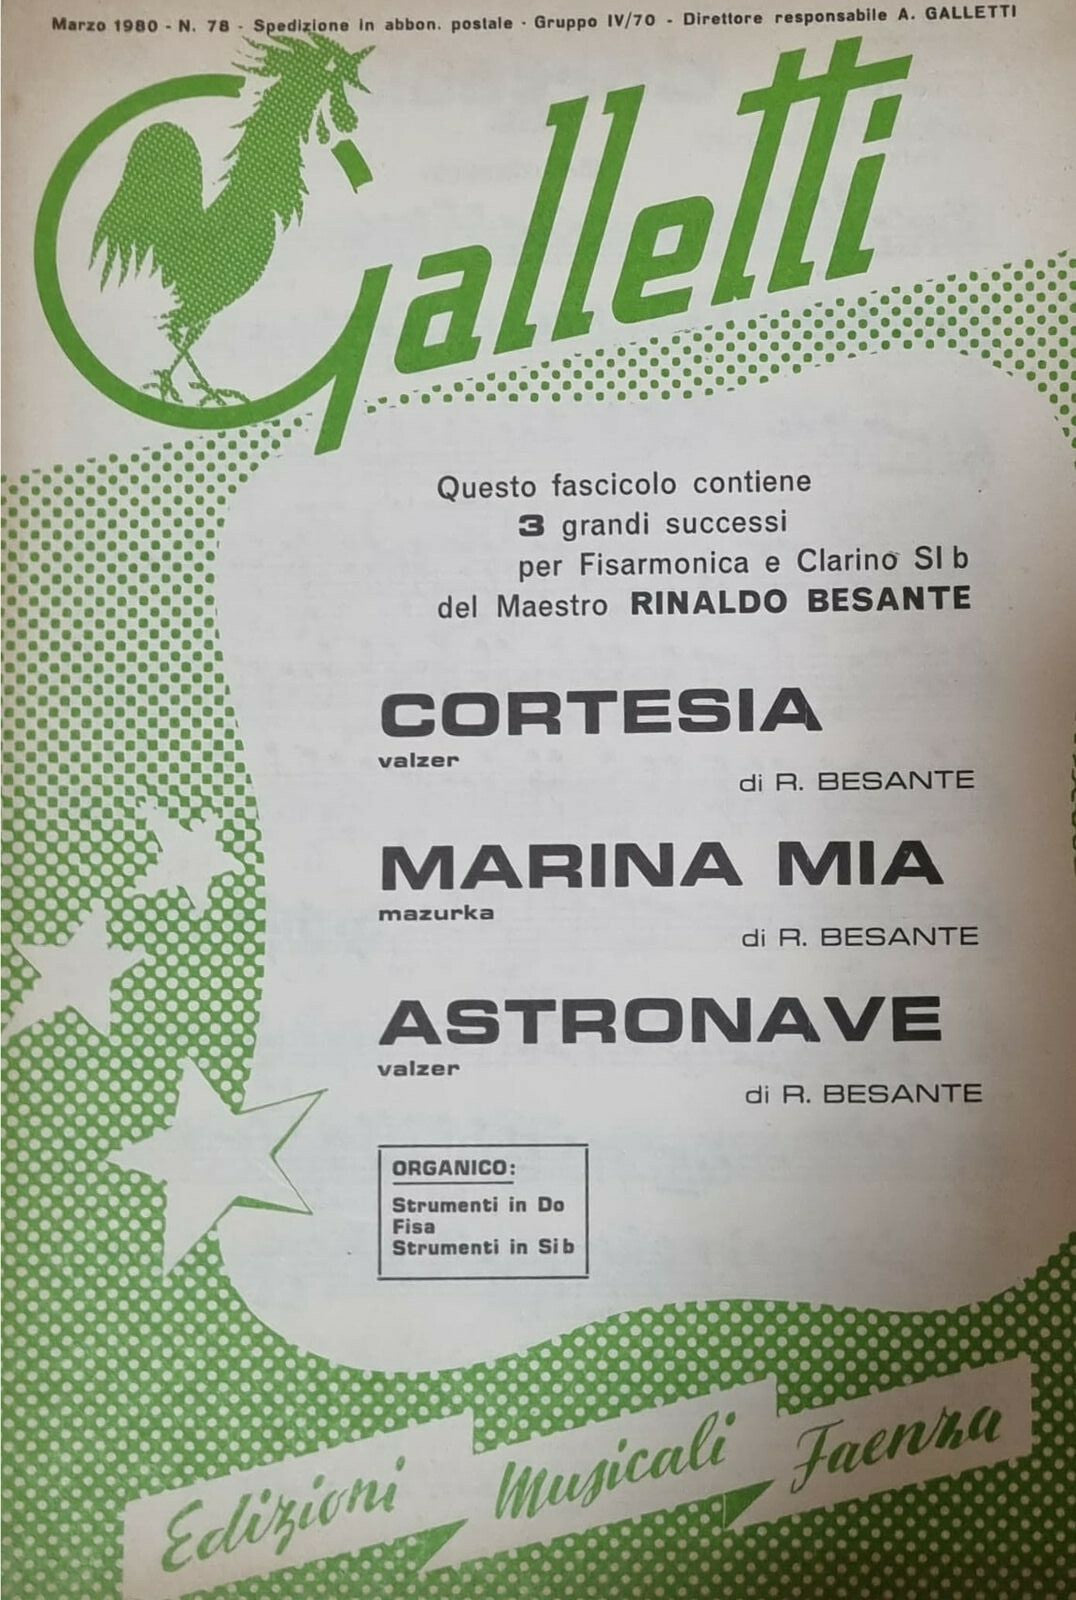 Marzo 1980 - N. 78 - Spedizione in abbon. postale - Gruppo IV/70 - Direttore responsabile A. GALLETTI
Galletti
Questo fascicolo contiene
3 grandi successi
per Fisarmonica e Clarino SI b
del Maestro RINALDO BESANTE
CORTESIA
valzer
di R. BESANTE
MARINA MIA
mazurka
di R. BESANTE
ASTRONAVE
valzer
di R. BESANTE
ORGANICO:
Strumenti in Do
Fisa
Strumenti in Si b
Edizioni Musicali Faenza